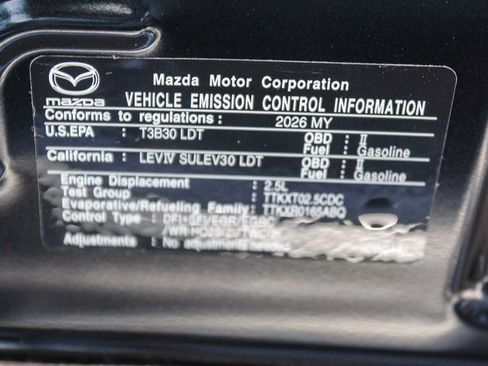 Mazda Motor Corporation
mazda VEHICLE EMISSION CONTROL INFORMATION
Conforms to regulations : 2026 MY
U.S.EPA : T3B30 LDT OBD : II
Fuel : Gasoline
California : LEVIV SULEV30 LDT OBD : II
Fuel : Gasoline
Engine Displacement : 2.5L
Test Group : TTKXT02.5CDC
Evaporative/Refueling Family: TTKXR0165ABQ
Control Type :
Adjustments : No adjustments needed